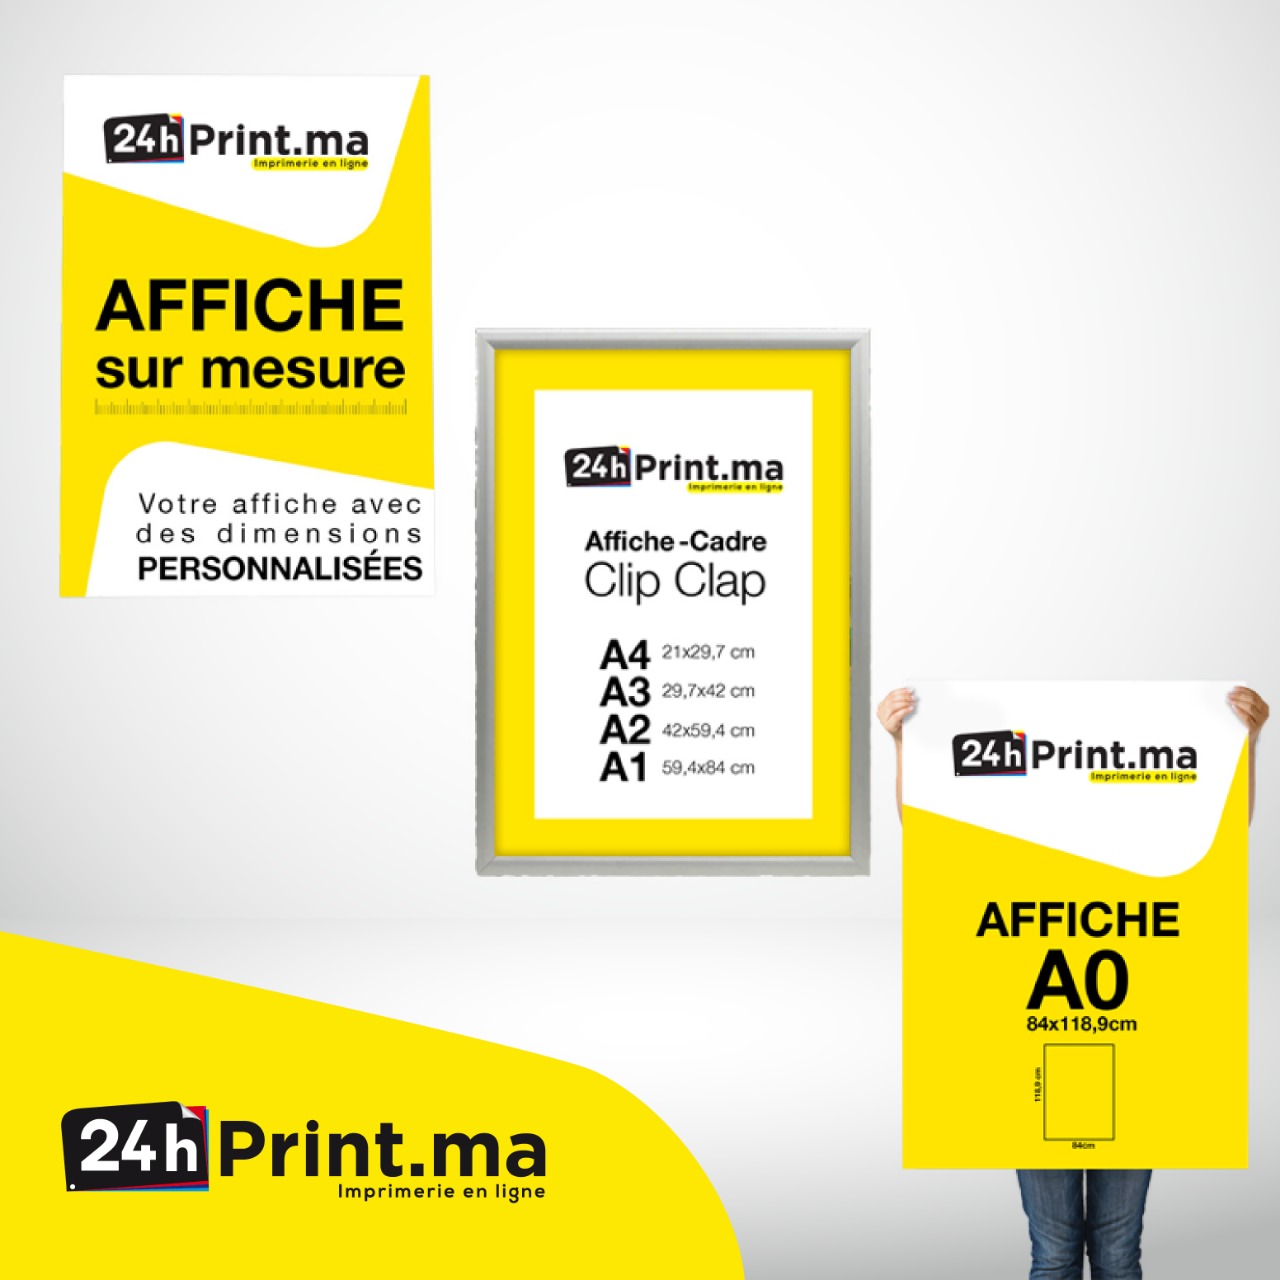 24h Print.ma
Imprimerie en ligne
AFFICHE
sur mesure
Votre affiche avec
des dimensions
PERSONNALISÉES
24h Print.ma
Imprimerie en ligne
Affiche-Cadre
Clip Clap
A4 21x29,7 cm
A3 29,7x42 cm
A2 42x59,4 cm
A1 59,4x84 cm
24h Print.ma
Imprimerie en ligne
AFFICHE
A0
84x118,9cm
118,9 cm
84cm
24h Print.ma
Imprimerie en ligne